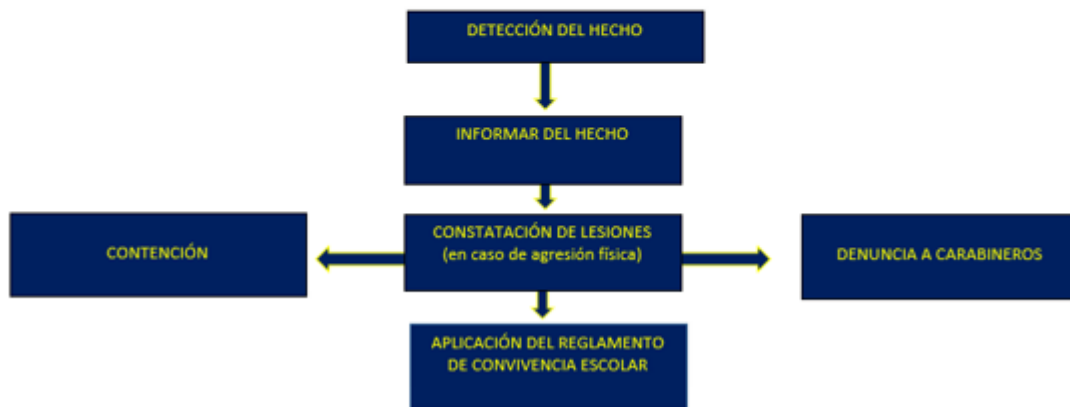 DETECCIÓN DEL HECHO
INFORMAR DEL HECHO
CONTENCIÓN
CONSTATACIÓN DE LESIONES
(en caso de agresión física)
DENUNCIA A CARABINEROS
APLICACIÓN DEL REGLAMENTO
DE CONVIVENCIA ESCOLAR